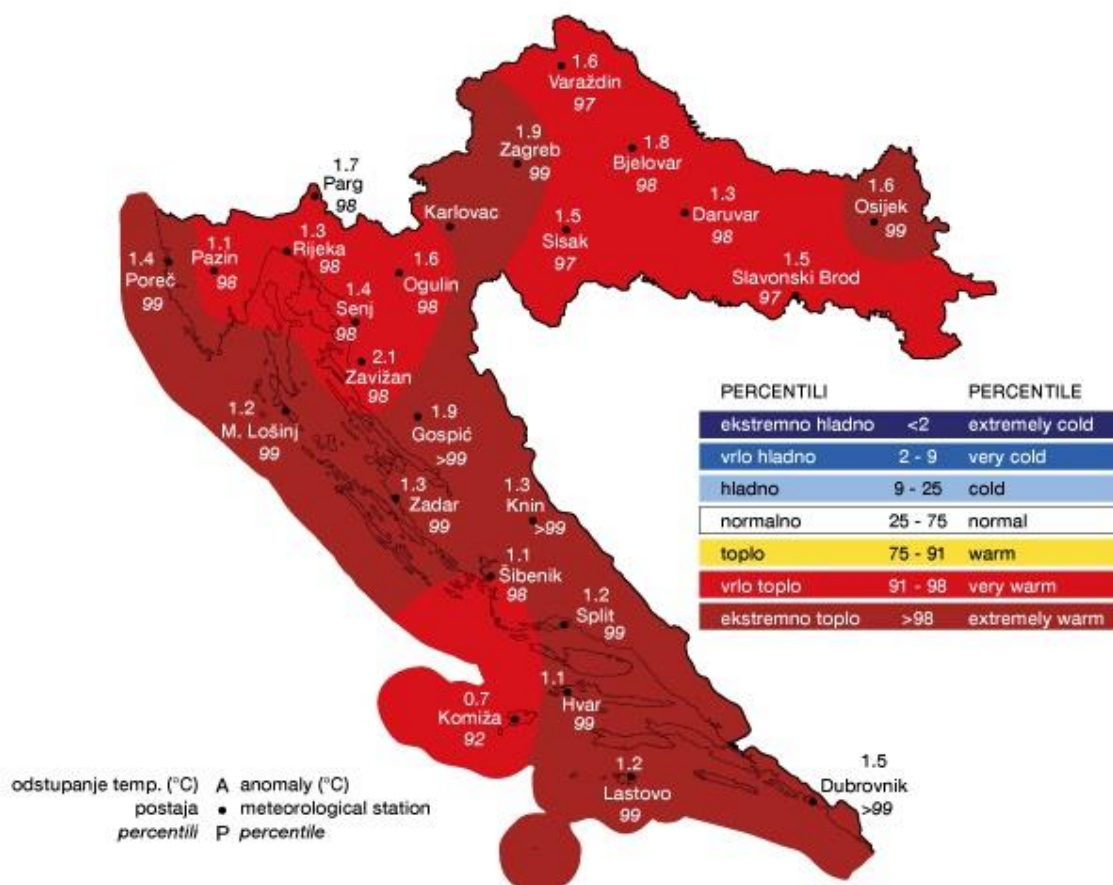 1.6
Varaždin
97
1.9
Zagreb
99
1.8
Bjelovar
98
1.7
Parg
98
1.3
Daruvar
98
1.6
Osijek
99
Karlovac
1.5
Sisak
97
1.4
Poreč
99
1.1
Pazin
98
1.3
Rijeka
98
1.6
Ogulin
98
1.5
Slavonski Brod
97
1.4
Senj
98
2.1
Zavižan
98
1.2
M. Lošinj
99
1.9
Gospić
>99
1.3
Zadar
99
1.3
Knin
>99
1.1
Šibenik
98
1.2
Split
99
1.1
Hvar
99
0.7
Komiža
92
1.2
Lastovo
99
1.5
Dubrovnik
>99
PERCENTILI PERCENTILE
ekstremno hladno <2 extremely cold
vrlo hladno 2 - 9 very cold
hladno 9 - 25 cold
normalno 25 - 75 normal
toplo 75 - 91 warm
vrlo toplo 91 - 98 very warm
ekstremno toplo >98 extremely warm
odstupanje temp. (°C) A anomaly (°C)
postaja • meteorological station
percentili P percentile